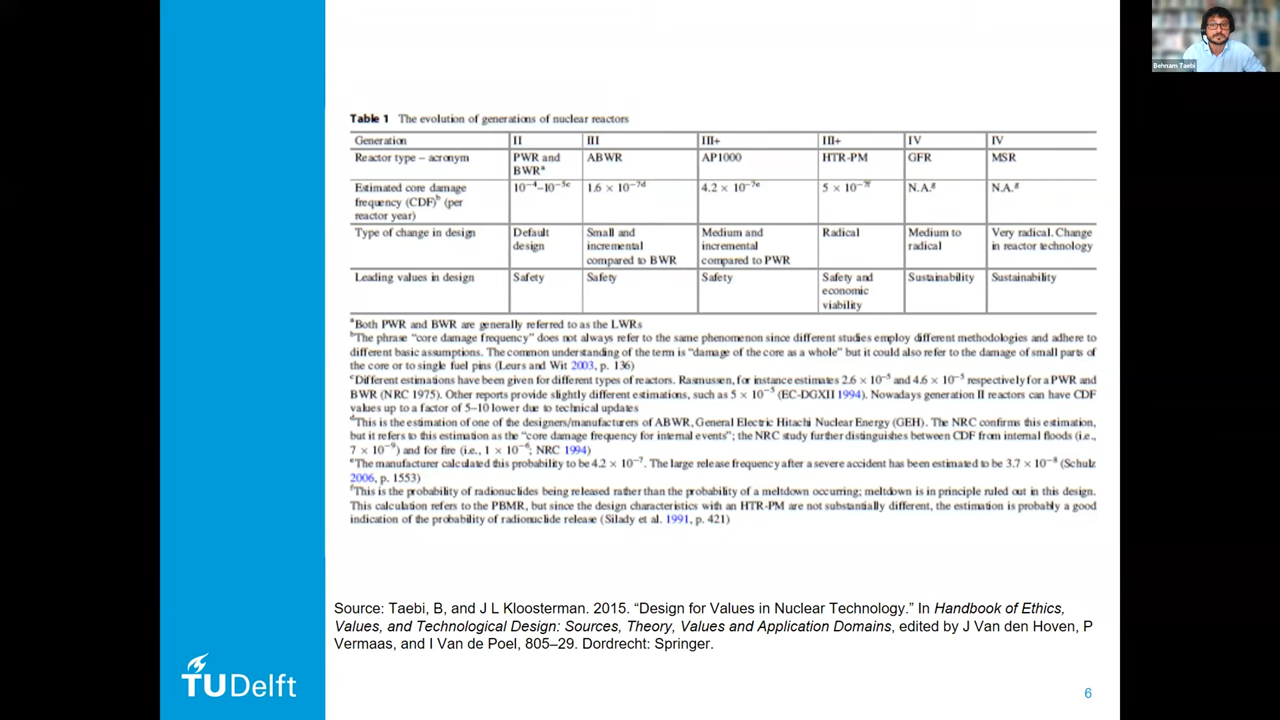 Behnam Taebi
Table 1 The evolution of generations of nuclear reactors
Generation II III III+ III+ IV IV
Reactor type – acronym PWR and BWRᵃ ABWR AP1000 HTR-PM GFR MSR
Estimated core damage frequency (CDF)ᵇ (per reactor year) 10⁻⁴–10⁻⁵ᶜ 1.6 × 10⁻⁷ᵈ 4.2 × 10⁻⁷ᵉ 5 × 10⁻⁷ᶠ N.A.ᵍ N.A.ᵍ
Type of change in design Default design Small and incremental compared to BWR Medium and incremental compared to PWR Radical Medium to radical Very radical. Change in reactor technology
Leading values in design Safety Safety Safety Safety and economic viability Sustainability Sustainability
ᵃBoth PWR and BWR are generally referred to as the LWRs
ᵇThe phrase “core damage frequency” does not always refer to the same phenomenon since different studies employ different methodologies and adhere to
different basic assumptions. The common understanding of the term is “damage of the core as a whole” but it could also refer to the damage of small parts of
the core or to single fuel pins (Leurs and Wit 2003, p. 136)
ᶜDifferent estimations have been given for different types of reactors. Rasmussen, for instance estimates 2.6 × 10⁻⁵ and 4.6 × 10⁻⁵ respectively for a PWR and
BWR (NRC 1975). Other reports provide slightly different estimations, such as 5 × 10⁻⁵ (EC-DGXII 1994). Nowadays generation II reactors can have CDF
values up to a factor of 5–10 lower due to technical updates
ᵈThis is the estimation of one of the designers/manufacturers of ABWR, General Electric Hitachi Nuclear Energy (GEH). The NRC confirms this estimation,
but it refers to this estimation as the “core damage frequency for internal events”; the NRC study further distinguishes between CDF from internal floods (i.e.,
7 × 10⁻⁹) and for fire (i.e., 1 × 10⁻⁶; NRC 1994)
ᵉThe manufacturer calculated this probability to be 4.2 × 10⁻⁷. The large release frequency after a severe accident has been estimated to be 3.7 × 10⁻⁸ (Schulz
2006, p. 1553)
ᶠThis is the probability of radionuclides being released rather than the probability of a meltdown occurring; meltdown is in principle ruled out in this design.
This calculation refers to the PBMR, but since the design characteristics with an HTR-PM are not substantially different, the estimation is probably a good
indication of the probability of radionuclide release (Silady et al. 1991, p. 421)
Source: Taebi, B, and J L Kloosterman. 2015. “Design for Values in Nuclear Technology.” In Handbook of Ethics,
Values, and Technological Design: Sources, Theory, Values and Application Domains, edited by J Van den Hoven, P
Vermaas, and I Van de Poel, 805–29. Dordrecht: Springer.
TUDelft
6